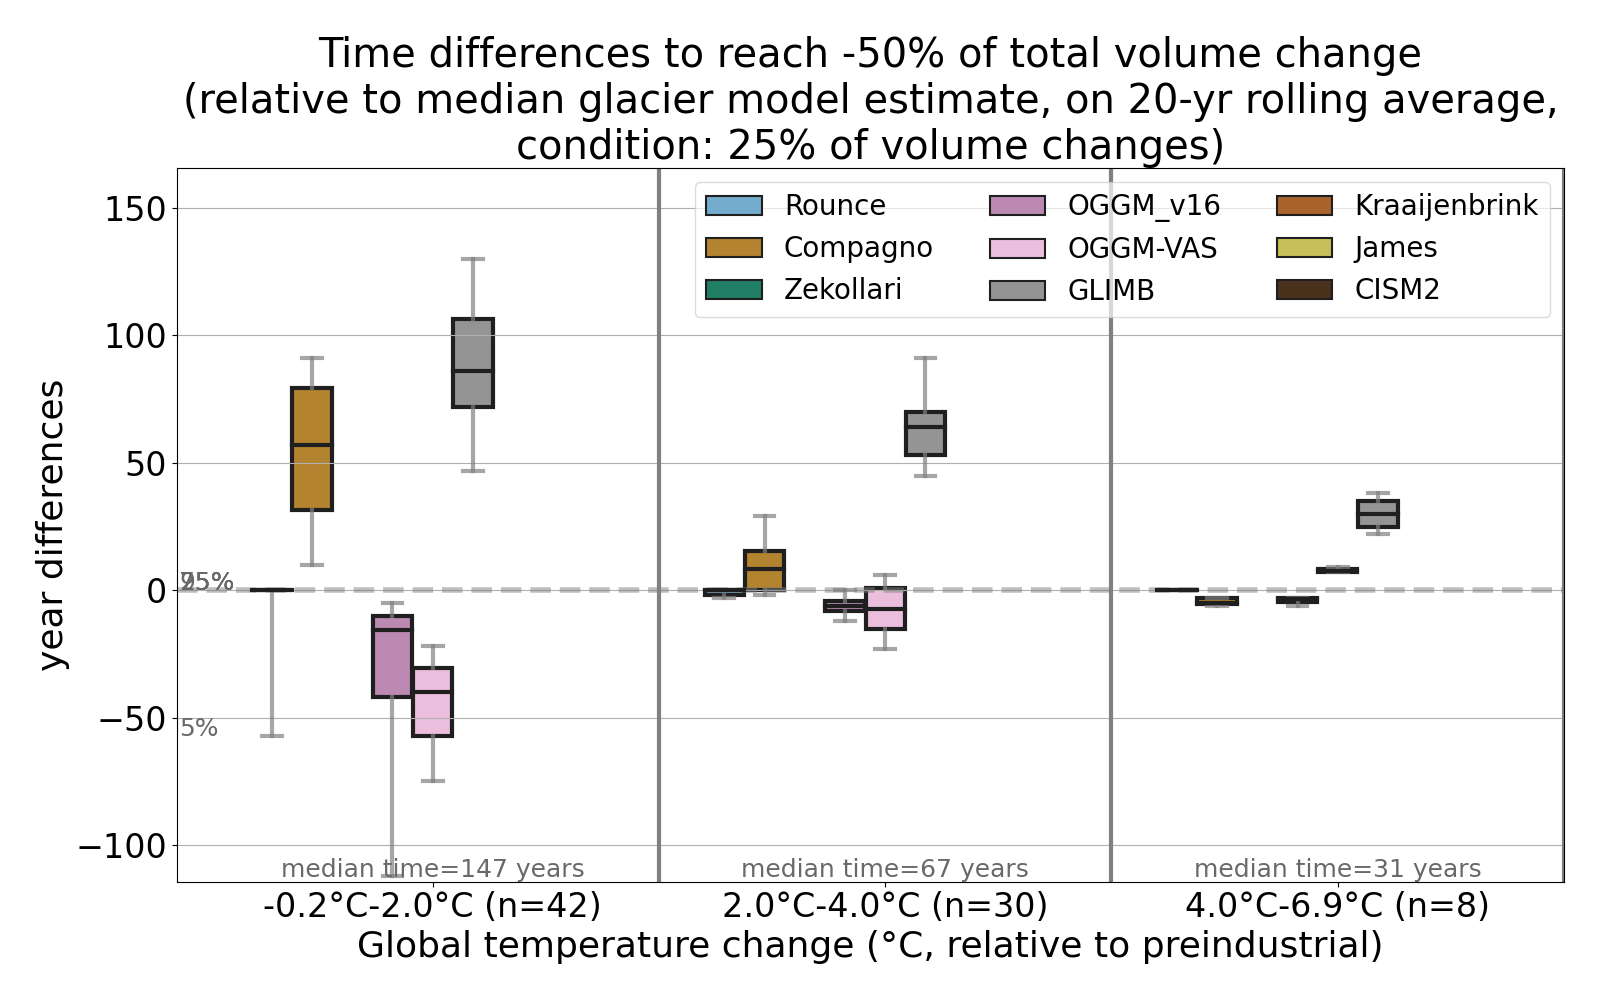 Time differences to reach -50% of total volume change
(relative to median glacier model estimate, on 20-yr rolling average,
condition: 25% of volume changes)
Rounce
Compagno
Zekollari
OGGM_v16
OGGM-VAS
GLIMB
Kraaijenbrink
James
CISM2
year differences
150
100
50
0
−50
−100
5%
median time=147 years
median time=67 years
median time=31 years
-0.2°C-2.0°C (n=42)
2.0°C-4.0°C (n=30)
4.0°C-6.9°C (n=8)
Global temperature change (°C, relative to preindustrial)